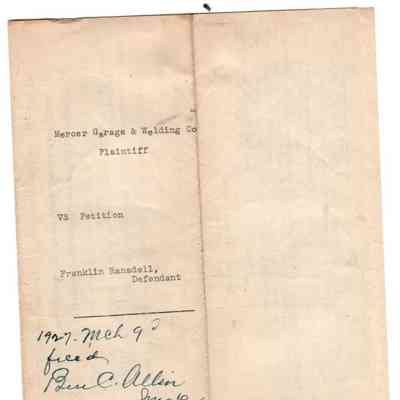 Mercer Garage & Welding Co
Plaintiff
VS Petition
Franklin Ransdell,
Defendant
1927. Mch 9
filed
Ben C. Allin